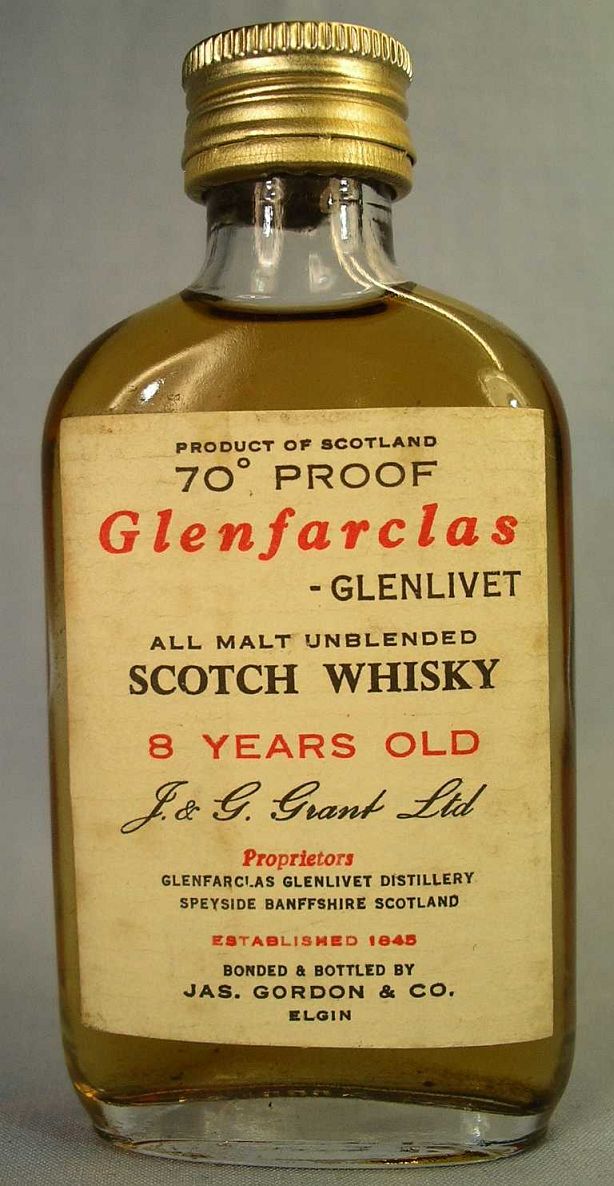 PRODUCT OF SCOTLAND
70° PROOF
Glenfarclas
-GLENLIVET
ALL MALT UNBLENDED
SCOTCH WHISKY
8 YEARS OLD
J. & G. Grant Ltd
Proprietors
GLENFARCLAS GLENLIVET DISTILLERY
SPEYSIDE BANFFSHIRE SCOTLAND
ESTABLISHED 1845
BONDED & BOTTLED BY
JAS. GORDON & CO.
ELGIN